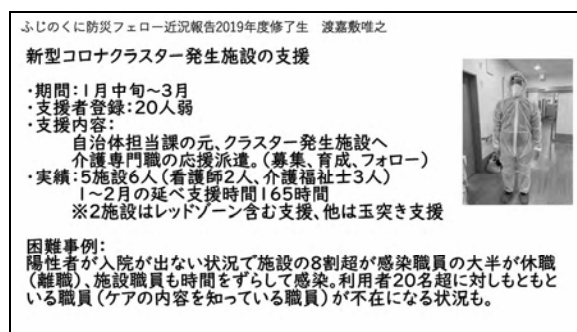 ふじのくに防災フェロー近況報告2019年度修了生 渡嘉敷唯之
新型コロナクラスター発生施設の支援
・期間:1月中旬～3月
・支援者登録:20人弱
・支援内容:
自治体担当課の元、クラスター発生施設へ
介護専門職の応援派遣。(募集、育成、フォロー)
・実績:5施設6人(看護師2人、介護福祉士3人)
1～2月の延べ支援時間165時間
※2施設はレッドゾーン含む支援、他は玉突き支援
困難事例:
陽性者が入院が出ない状況で施設の8割超が感染職員の大半が休職
(離職)、施設職員も時間をずらして感染。利用者20名超に対しもともと
いる職員(ケアの内容を知っている職員)が不在になる状況も。